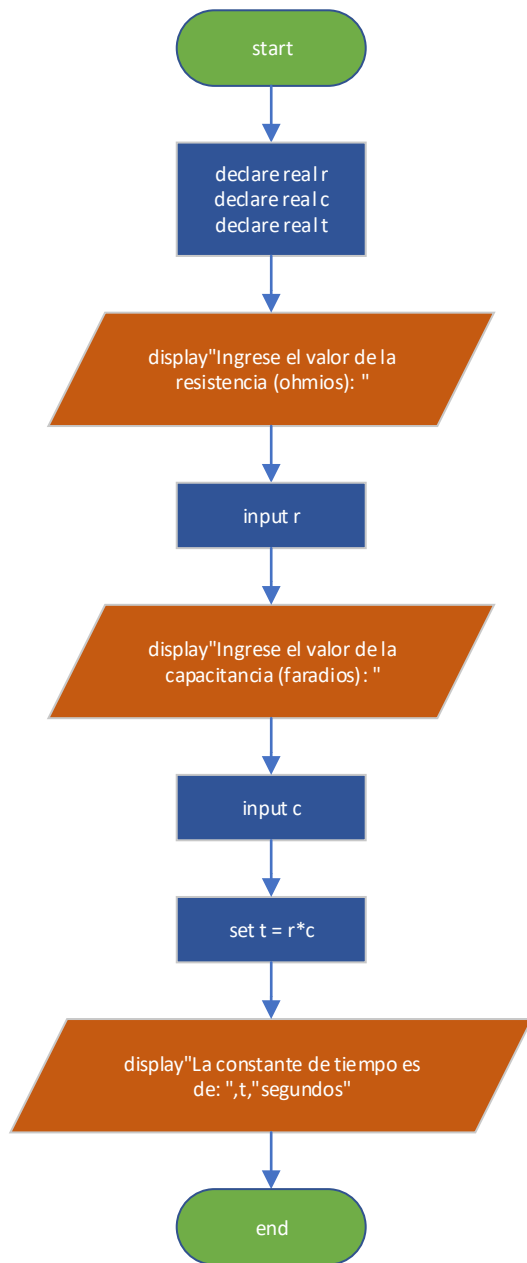 start
declare real r
declare real c
declare real t
display"Ingrese el valor de la
resistencia (ohmios): "
input r
display"Ingrese el valor de la
capacitancia (faradios): "
input c
set t = r*c
display"La constante de tiempo es
de: ",t,"segundos"
end